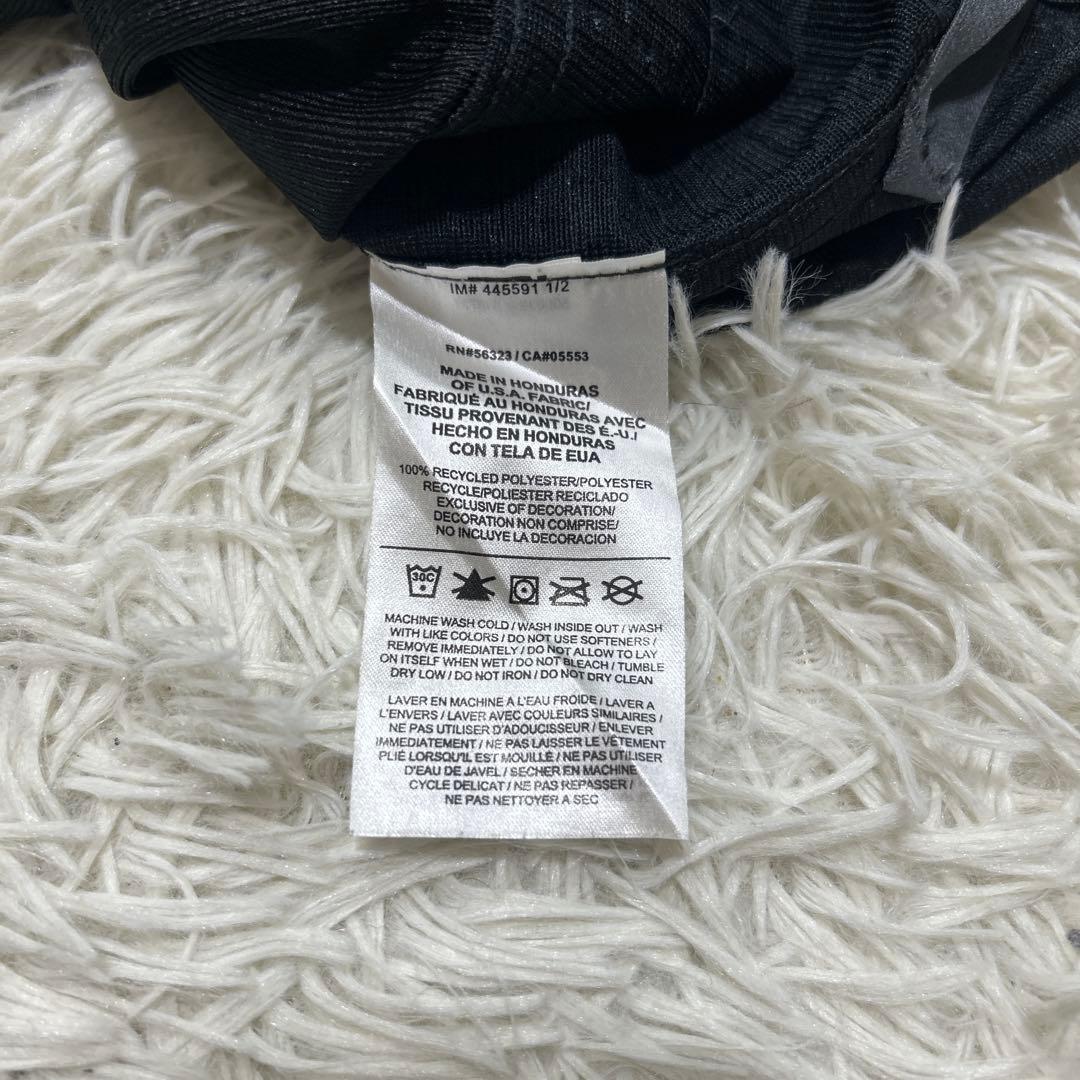 IM# 445591 1/2
RN#56323 / CA#05553
MADE IN HONDURAS
OF U.S.A. FABRIC/
FABRIQUÉ AU HONDURAS AVEC
TISSU PROVENANT DES É.-U./
HECHO EN HONDURAS
CON TELA DE EUA
100% RECYCLED POLYESTER/POLYESTER
RECYCLE/POLIESTER RECICLADO
EXCLUSIVE OF DECORATION/
DECORATION NON COMPRISE/
NO INCLUYE LA DECORACION
30C
MACHINE WASH COLD / WASH INSIDE OUT / WASH
WITH LIKE COLORS / DO NOT USE SOFTENERS /
REMOVE IMMEDIATELY / DO NOT ALLOW TO LAY
ON ITSELF WHEN WET / DO NOT BLEACH / TUMBLE
DRY LOW / DO NOT IRON / DO NOT DRY CLEAN
LAVER EN MACHINE A L'EAU FROIDE / LAVER A
L'ENVERS / LAVER AVEC COULEURS SIMILAIRES /
NE PAS UTILISER D'ADOUCISSEUR / ENLEVER
IMMEDIATEMENT / NE PAS LAISSER LE VÊTEMENT
PLIÉ LORSQU'IL EST MOUILLÉ / NE PAS UTILISER
D'EAU DE JAVEL / SECHER EN MACHINE
CYCLE DELICAT / NE PAS REPASSER /
NE PAS NETTOYER A SEC